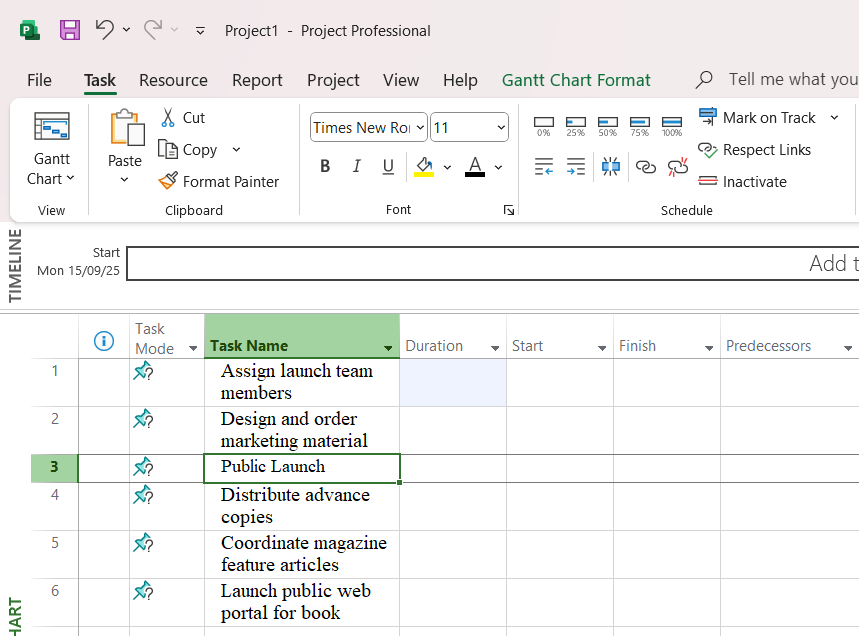 Project1 - Project Professional
File Task Resource Report Project View Help Gantt Chart Format Tell me what you
Gantt
Chart
View
Paste
Cut
Copy
Format Painter
Clipboard
Times New Ro 11
B I U A
Font
0% 25% 50% 75% 100%
Mark on Track
Respect Links
Inactivate
Schedule
TIMELINE
Start
Mon 15/09/25
Add t
Task
Mode
Task Name
Duration
Start
Finish
Predecessors
1 Assign launch team
members
2 Design and order
marketing material
3 Public Launch
4 Distribute advance
copies
5 Coordinate magazine
feature articles
6 Launch public web
portal for book
HART